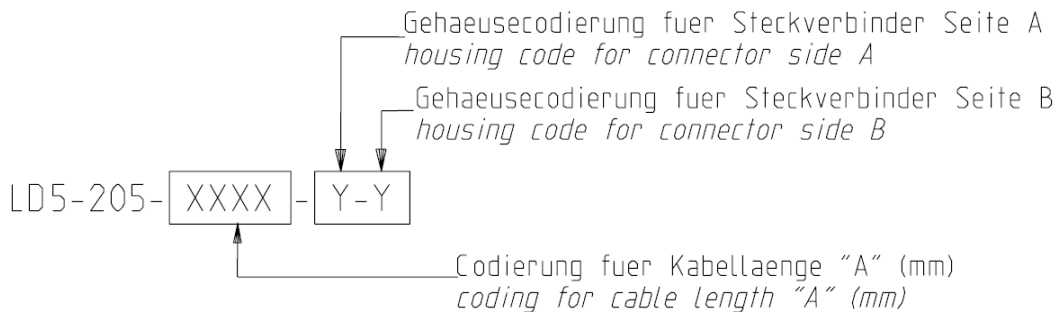 Gehaeusecodierung fuer Steckverbinder Seite A
housing code for connector side A
Gehaeusecodierung fuer Steckverbinder Seite B
housing code for connector side B
LD5-205-XXXX-Y-Y
Codierung fuer Kabellaenge "A" (mm)
coding for cable length "A" (mm)